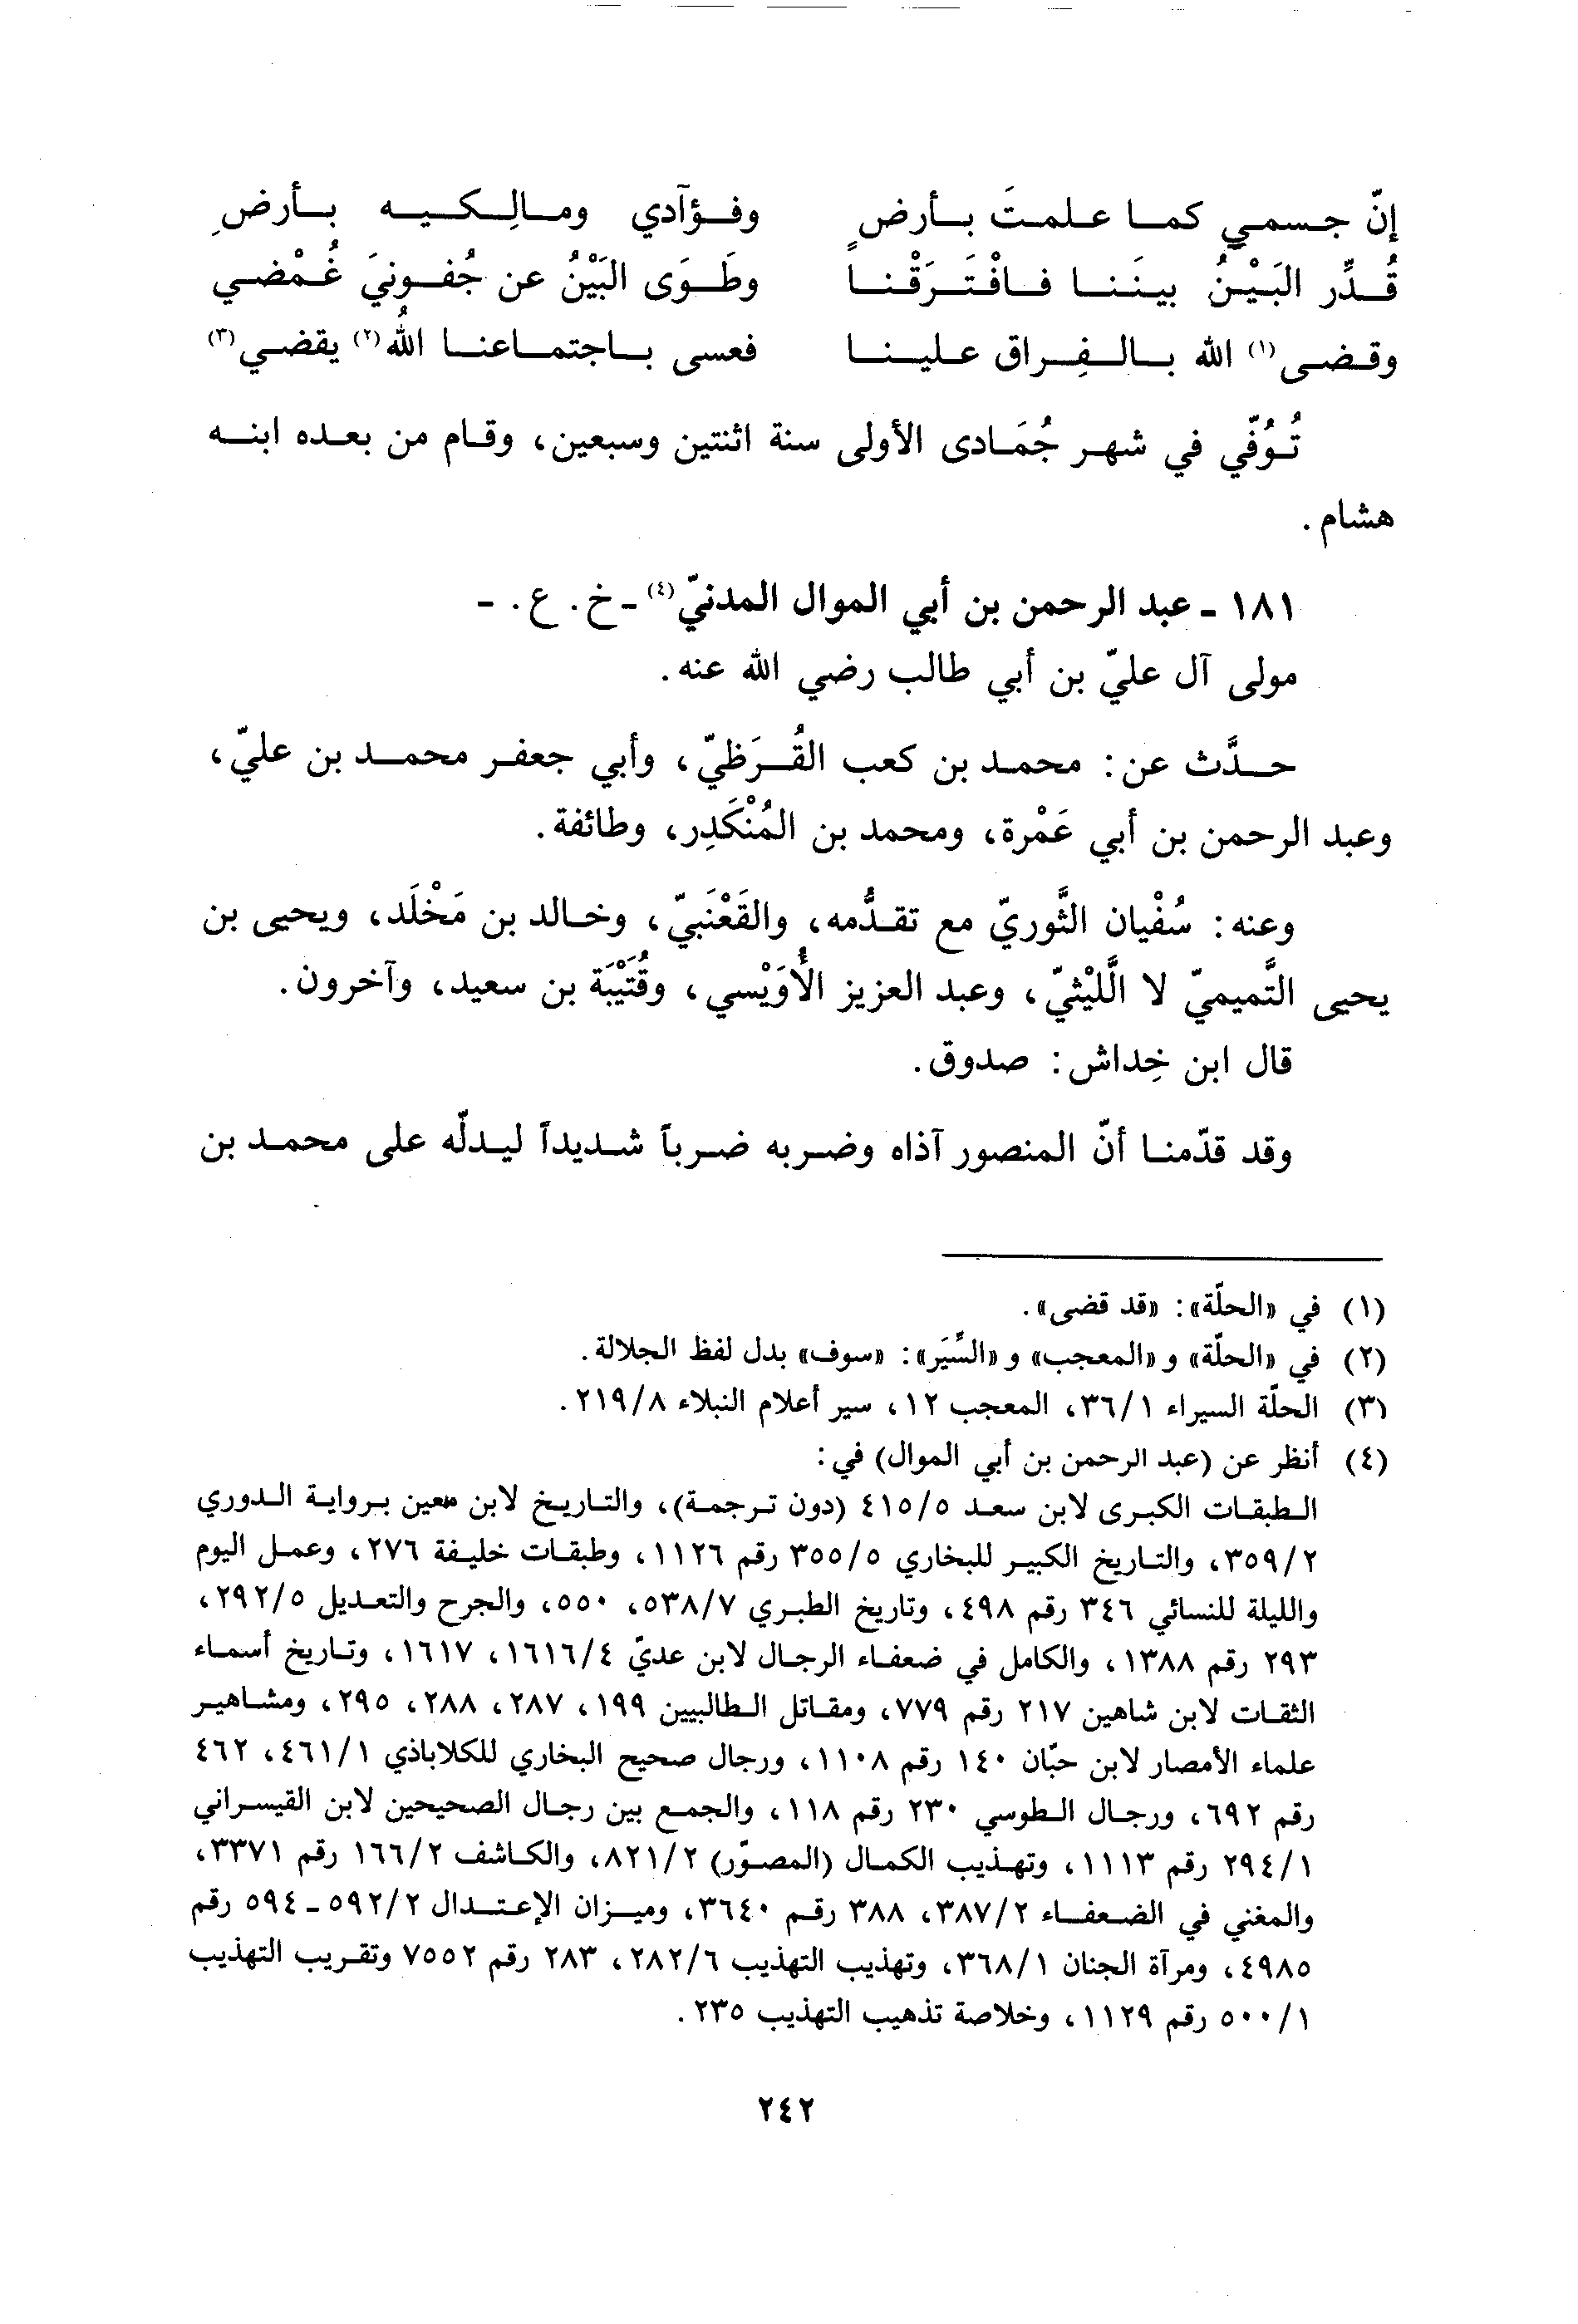 إنّ جسمي كما علمتَ بأرضٍ وفؤآدي ومالِكيه بأرضِ
قُدِّر البَيْنُ بينَنا فافْتَرَقْنا وطَوَى البَيْنُ عن جُفونيَ غُمْضي
وقضى(١) الله بالفِراق علينا فعسى باجتماعنا اللهُ(٢) يقضي(٣)
تُوُفّي في شهر جُمَادى الأولى سنة اثنتين وسبعين، وقام من بعده ابنه
هشام.
١٨١ - عبد الرحمن بن أبي الموال المدنيّ(٤) - خ. ع. -
مولى آل عليّ بن أبي طالب رضي الله عنه.
حدَّث عن: محمد بن كعب القُرَظيّ، وأبي جعفر محمد بن عليّ،
وعبد الرحمن بن أبي عَمْرة، ومحمد بن المُنْكَدِر، وطائفة.
وعنه: سُفْيان الثَّوريّ مع تقدُّمه، والقَعْنَبيّ، وخالد بن مَخْلَد، ويحيى بن
يحيى التَّميميّ لا الَّليْثيّ، وعبد العزيز الأُوَيْسي، وقُتَيْبَة بن سعيد، وآخرون.
قال ابن خِداش: صدوق.
وقد قدّمنا أنّ المنصور آذاه وضربه ضرباً شديداً ليدلّه على محمد بن
(١) في «الحلّة»: «قد قضى».
(٢) في «الحلّة» و«المعجب» و«السِّيَر»: «سوف» بدل لفظ الجلالة.
(٣) الحلّة السيراء ٣٦/١، المعجب ١٢، سير أعلام النبلاء ٢١٩/٨.
(٤) أنظر عن (عبد الرحمن بن أبي الموال) في:
الطبقات الكبرى لابن سعد ٤١٥/٥ (دون ترجمة)، والتاريخ لابن معين برواية الدوري
٣٥٩/٢، والتاريخ الكبير للبخاري ٣٥٥/٥ رقم ١١٢٦، وطبقات خليفة ٢٧٦، وعمل اليوم
والليلة للنسائي ٣٤٦ رقم ٤٩٨، وتاريخ الطبري ٥٣٨/٧، ٥٥٠، والجرح والتعديل ٢٩٢/٥،
٢٩٣ رقم ١٣٨٨، والكامل في ضعفاء الرجال لابن عديّ ١٦١٦/٤، ١٦١٧، وتاريخ أسماء
الثقات لابن شاهين ٢١٧ رقم ٧٧٩، ومقاتل الطالبيين ١٩٩، ٢٨٧، ٢٨٨، ٢٩٥، ومشاهير
علماء الأمصار لابن حبّان ١٤٠ رقم ١١٠٨، ورجال صحيح البخاري للكلاباذي ٤٦١/١، ٤٦٢
رقم ٦٩٢، ورجال الطوسي ٢٣٠ رقم ١١٨، والجمع بين رجال الصحيحين لابن القيسراني
٢٩٤/١ رقم ١١١٣، وتهذيب الكمال (المصوّر) ٨٢١/٢، والكاشف ١٦٦/٢ رقم ٣٣٧١،
والمغني في الضعفاء ٣٨٧/٢، ٣٨٨ رقم ٣٦٤٠، وميزان الإعتدال ٥٩٢/٢ - ٥٩٤ رقم
٤٩٨٥، ومرآة الجنان ٣٦٨/١، وتهذيب التهذيب ٢٨٢/٦، ٢٨٣ رقم ٧٥٥٢ وتقريب التهذيب
٥٠٠/١ رقم ١١٢٩، وخلاصة تذهيب التهذيب ٢٣٥.
٢٤٢